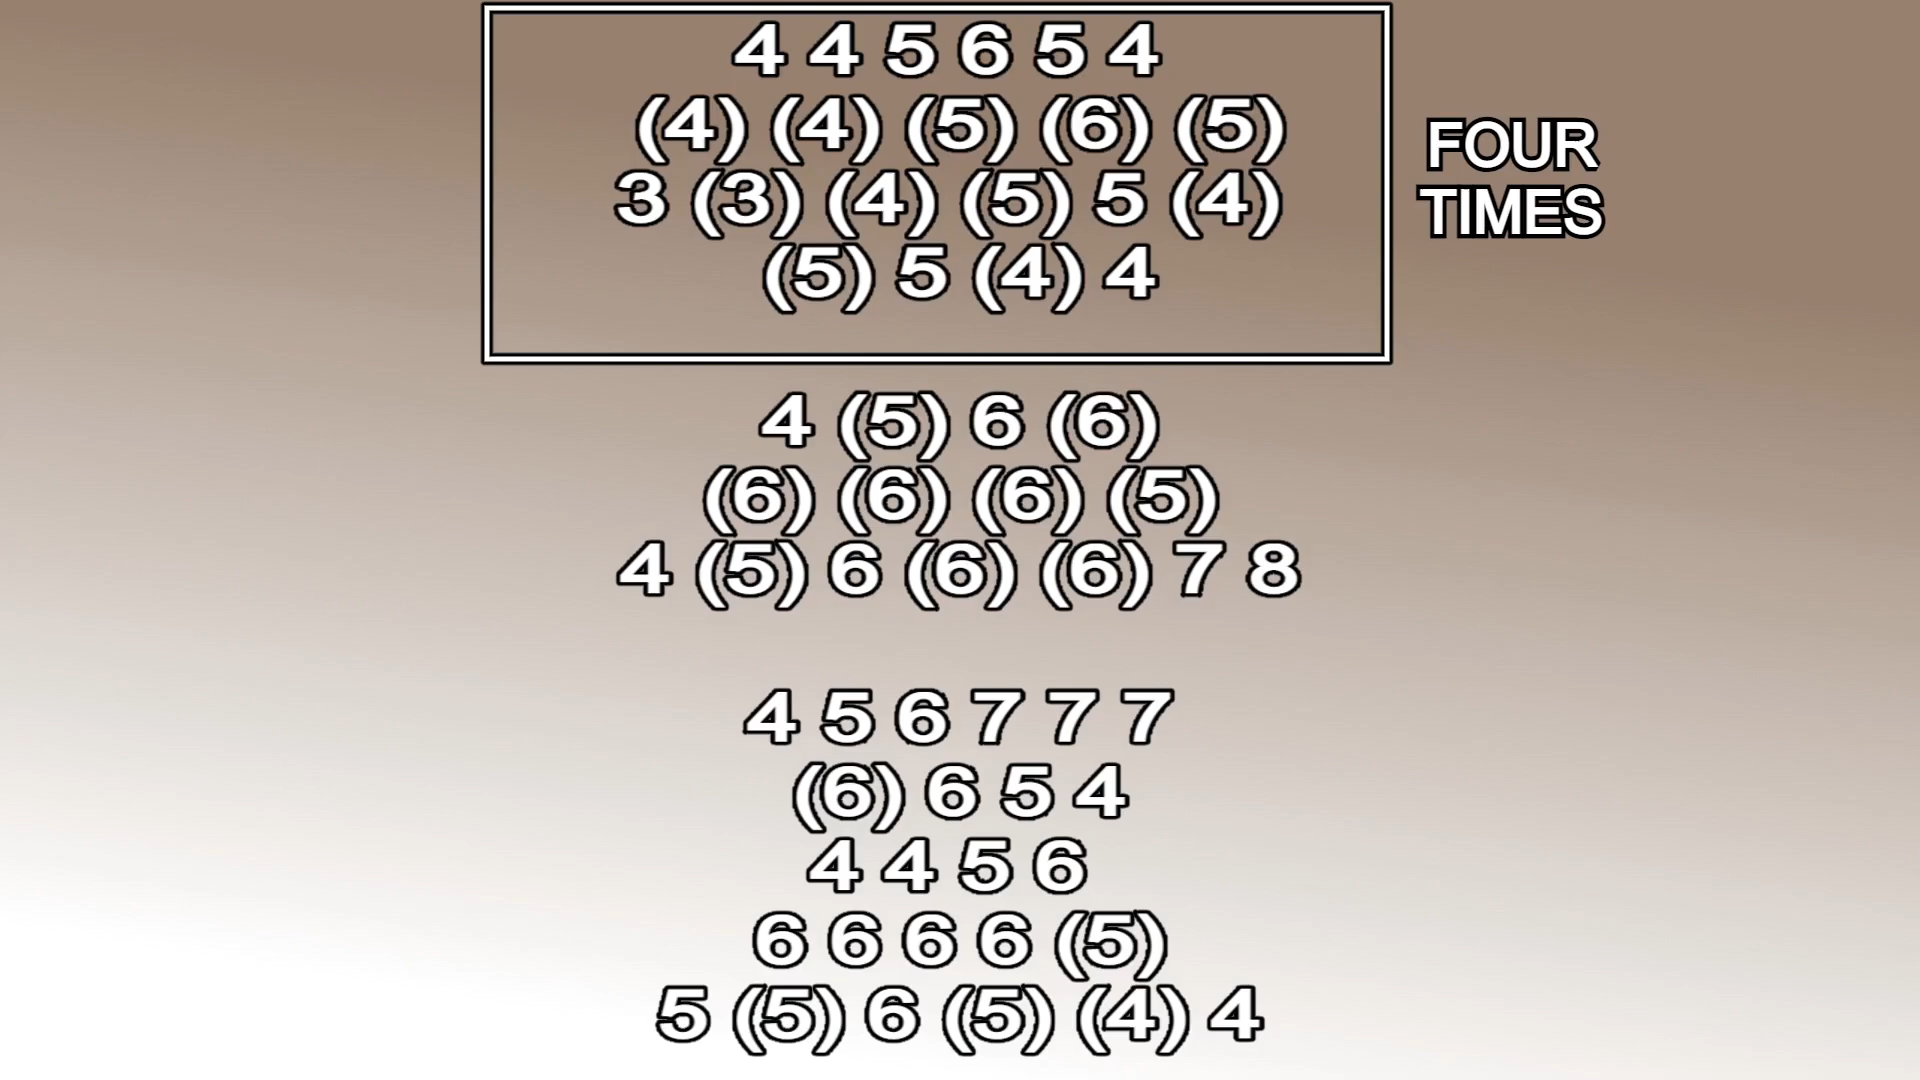 4 4 5 6 5 4
(4) (4) (5) (6) (5)
3 (3) (4) (5) 5 (4)
(5) 5 (4) 4
FOUR
TIMES
4 (5) 6 (6)
(6) (6) (6) (5)
4 (5) 6 (6) (6) 7 8
4 5 6 7 7 7
(6) 6 5 4
4 4 5 6
6 6 6 6 (5)
5 (5) 6 (5) (4) 4